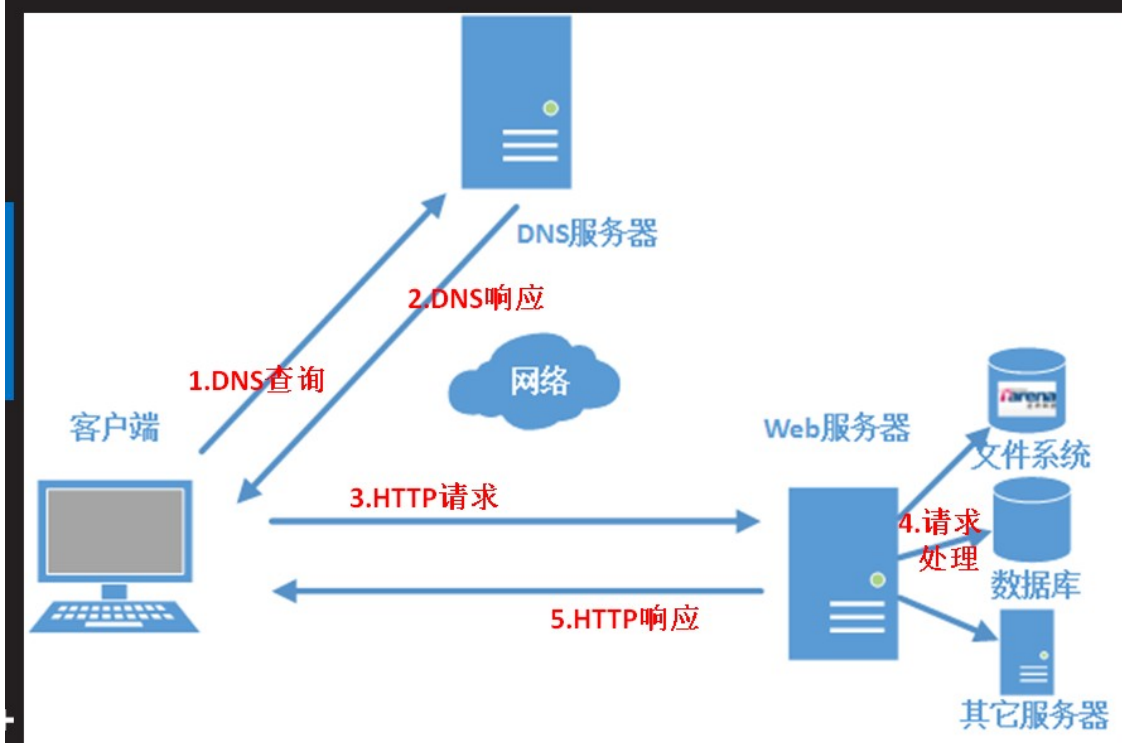 DNS服务器
2.DNS响应
1.DNS查询
网络
客户端
Web服务器
文件系统
3.HTTP请求
4.请求
处理
数据库
5.HTTP响应
其它服务器